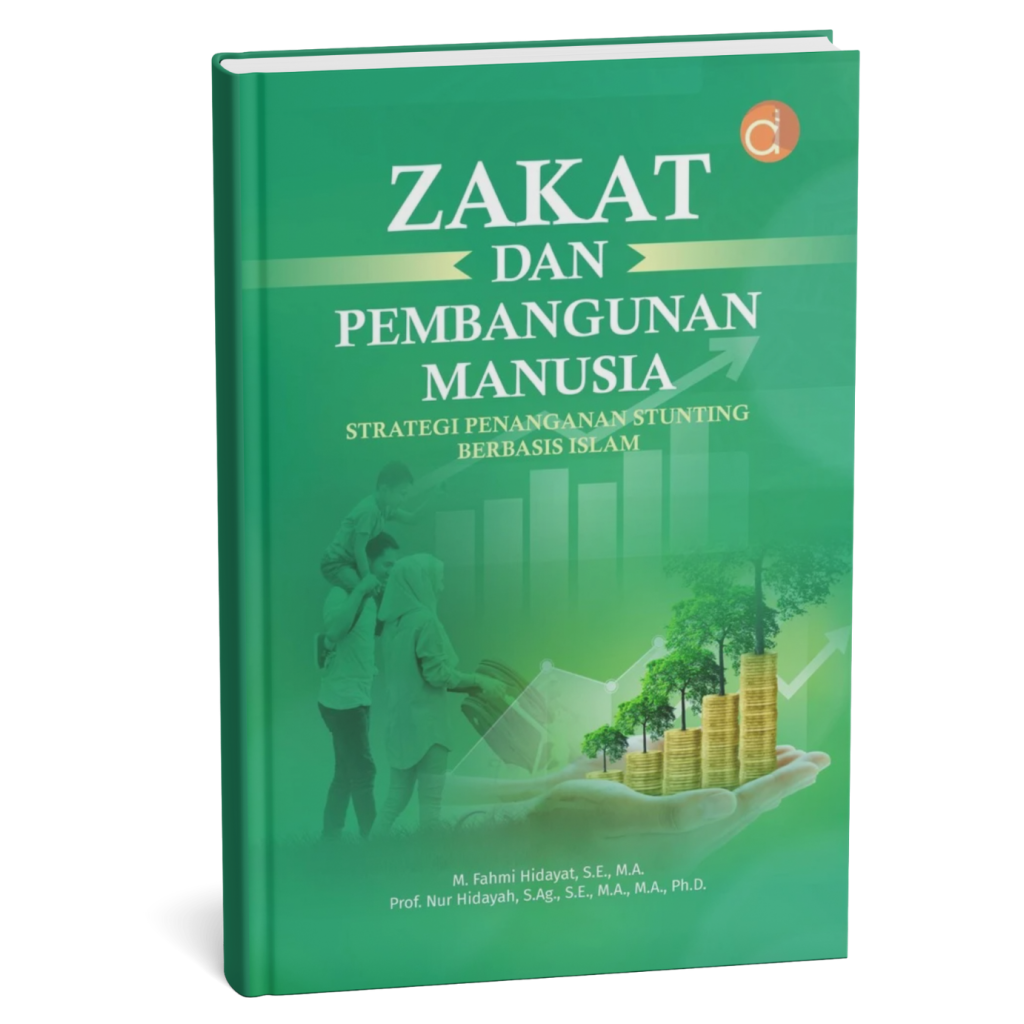 ZAKAT
DAN
PEMBANGUNAN
MANUSIA
STRATEGI PENANGANAN STUNTING
BERBASIS ISLAM
M. Fahmi Hidayat, S.E., M.A.
Prof. Nur Hidayah, S.Ag., S.E., M.A., M.A., Ph.D.